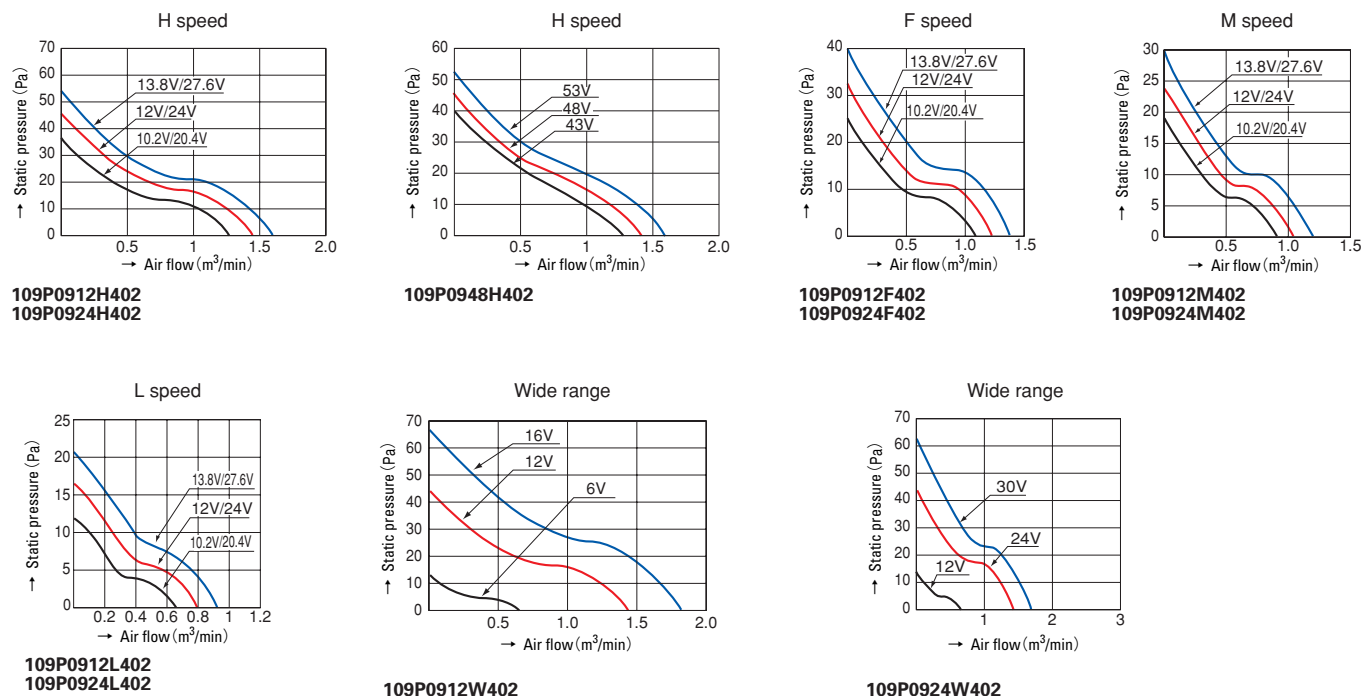 H speed
Static pressure (Pa)
70
60
50
40
30
20
10
0
13.8V/27.6V
12V/24V
10.2V/20.4V
0.5
1
1.5
2.0
→ Air flow (m³/min)
109P0912H402
109P0924H402
H speed
→ Static pressure (Pa)
60
50
40
30
20
10
0
53V
48V
43V
0.5
1
1.5
2.0
→ Air flow (m³/min)
109P0948H402
F speed
→ Static pressure (Pa)
40
30
20
10
0
13.8V/27.6V
12V/24V
10.2V/20.4V
0.5
1
1.5
→ Air flow (m³/min)
109P0912F402
109P0924F402
M speed
→ Static pressure (Pa)
30
25
20
15
10
5
0
13.8V/27.6V
12V/24V
10.2V/20.4V
0.5
1.0
1.5
→ Air flow (m³/min)
109P0912M402
109P0924M402
L speed
→ Static pressure (Pa)
25
20
15
10
5
0
13.8V/27.6V
12V/24V
10.2V/20.4V
0.2
0.4
0.6
0.8
1
1.2
→ Air flow (m³/min)
109P0912L402
109P0924L402
Wide range
→ Static pressure (Pa)
70
60
50
40
30
20
10
0
16V
12V
6V
0.5
1
1.5
2.0
→ Air flow (m³/min)
109P0912W402
Wide range
→ Static pressure (Pa)
70
60
50
40
30
20
10
0
30V
24V
12V
1
2
3
→ Air flow (m³/min)
109P0924W402